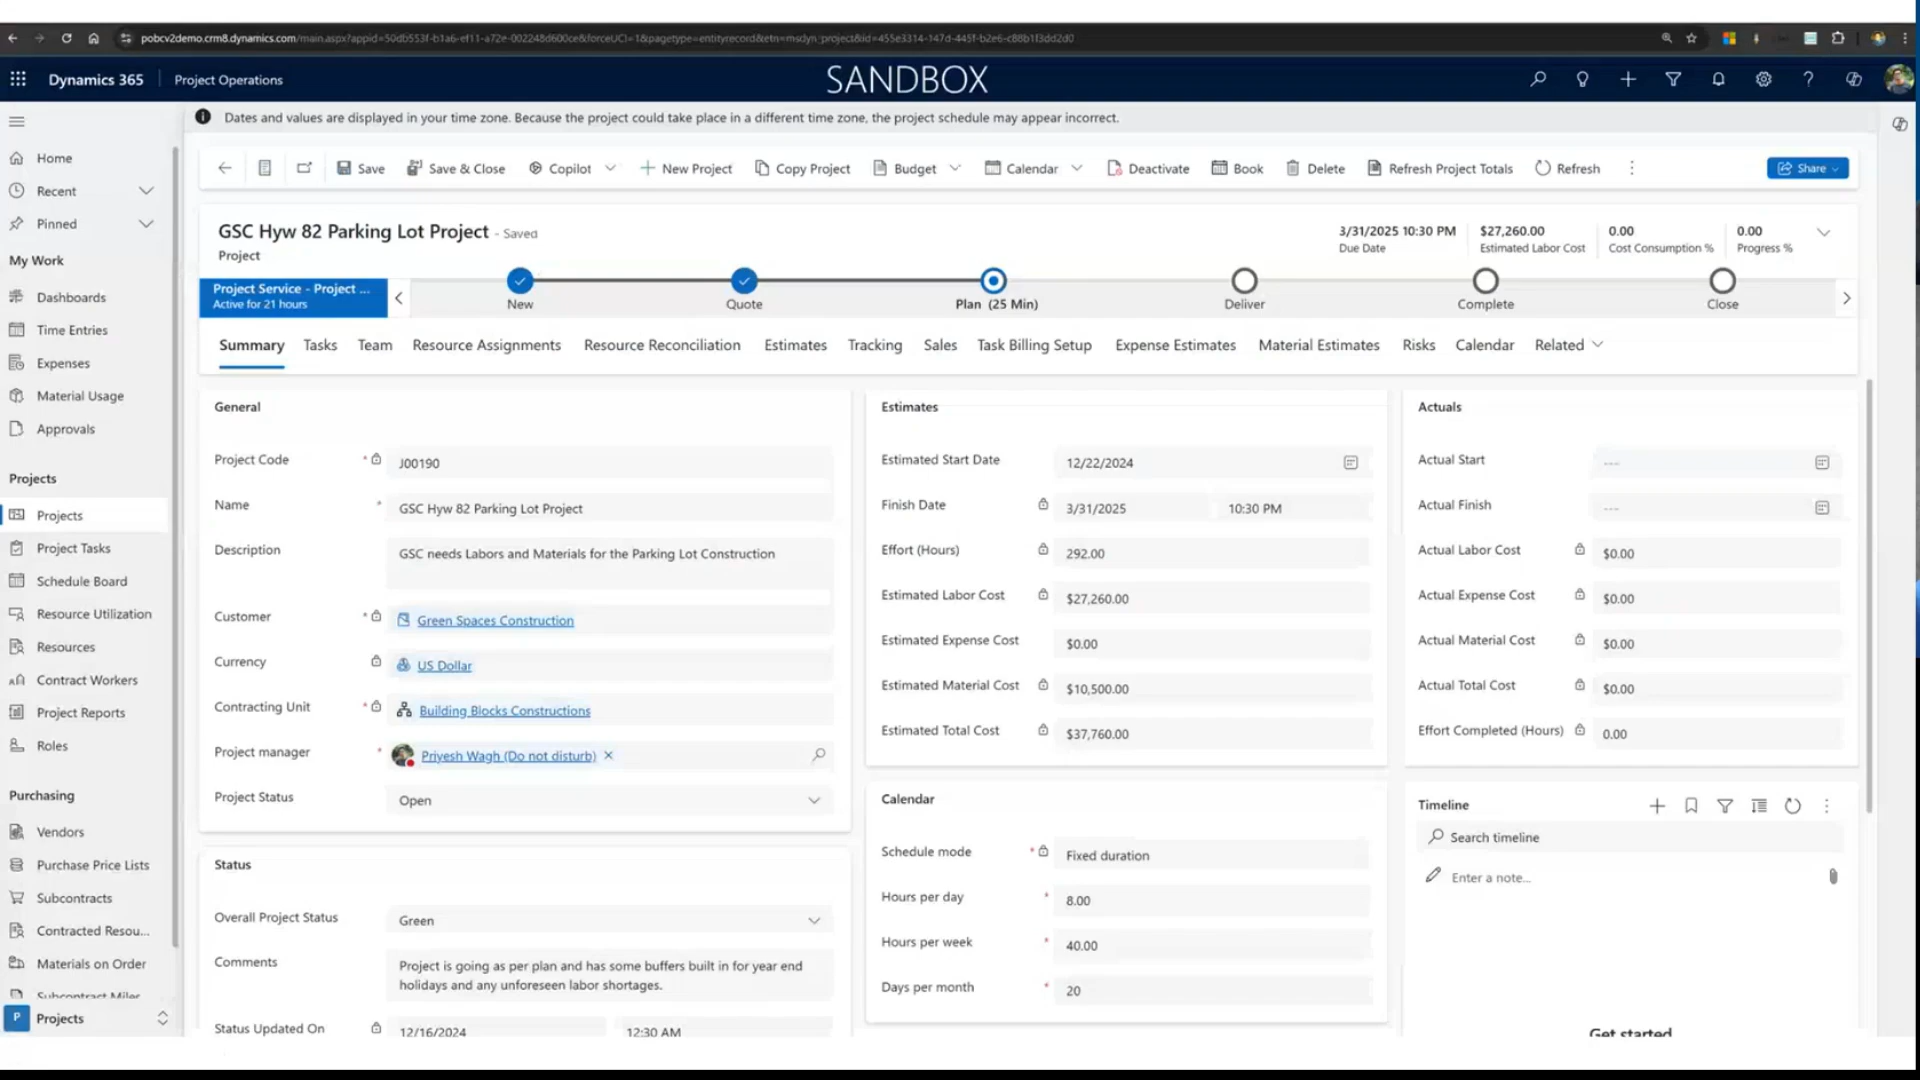 pobcv2demo.crm8.dynamics.com/main.aspx?appid=50db553f-b1a6-ef11-a72e-002248d600ce&forceUCI=1&pagetype=entityrecord&etn=msdyn_project&id=455e3314-147d-445f-b2e6-c88b1f3dd2d0
Dynamics 365
Project Operations
SANDBOX
Dates and values are displayed in your time zone. Because the project could take place in a different time zone, the project schedule may appear incorrect.
Save
Save & Close
Copilot
New Project
Copy Project
Budget
Calendar
Deactivate
Book
Delete
Refresh Project Totals
Refresh
Share
Home
Recent
Pinned
My Work
Dashboards
Time Entries
Expenses
Material Usage
Approvals
Projects
Projects
Project Tasks
Schedule Board
Resource Utilization
Resources
Contract Workers
Project Reports
Roles
Purchasing
Vendors
Purchase Price Lists
Subcontracts
Contracted Resou...
Materials on Order
Subcontract Miles
P Projects
GSC Hyw 82 Parking Lot Project - Saved
Project
3/31/2025 10:30 PM
Due Date
$27,260.00
Estimated Labor Cost
0.00
Cost Consumption %
0.00
Progress %
Project Service - Project ...
Active for 21 hours
New
Quote
Plan (25 Min)
Deliver
Complete
Close
Summary
Tasks
Team
Resource Assignments
Resource Reconciliation
Estimates
Tracking
Sales
Task Billing Setup
Expense Estimates
Material Estimates
Risks
Calendar
Related
General
Project Code * J00190
Name * GSC Hyw 82 Parking Lot Project
Description GSC needs Labors and Materials for the Parking Lot Construction
Customer * Green Spaces Construction
Currency US Dollar
Contracting Unit * Building Blocks Constructions
Project manager * Priyesh Wagh (Do not disturb)
Project Status Open
Status
Overall Project Status Green
Comments Project is going as per plan and has some buffers built in for year end
holidays and any unforeseen labor shortages.
Status Updated On 12/16/2024 12:30 AM
Estimates
Estimated Start Date 12/22/2024
Finish Date 3/31/2025 10:30 PM
Effort (Hours) 292.00
Estimated Labor Cost $27,260.00
Estimated Expense Cost $0.00
Estimated Material Cost $10,500.00
Estimated Total Cost $37,760.00
Calendar
Schedule mode * Fixed duration
Hours per day * 8.00
Hours per week * 40.00
Days per month * 20
Actuals
Actual Start ---
Actual Finish ---
Actual Labor Cost $0.00
Actual Expense Cost $0.00
Actual Material Cost $0.00
Actual Total Cost $0.00
Effort Completed (Hours) 0.00
Timeline
Search timeline
Enter a note...
Get started